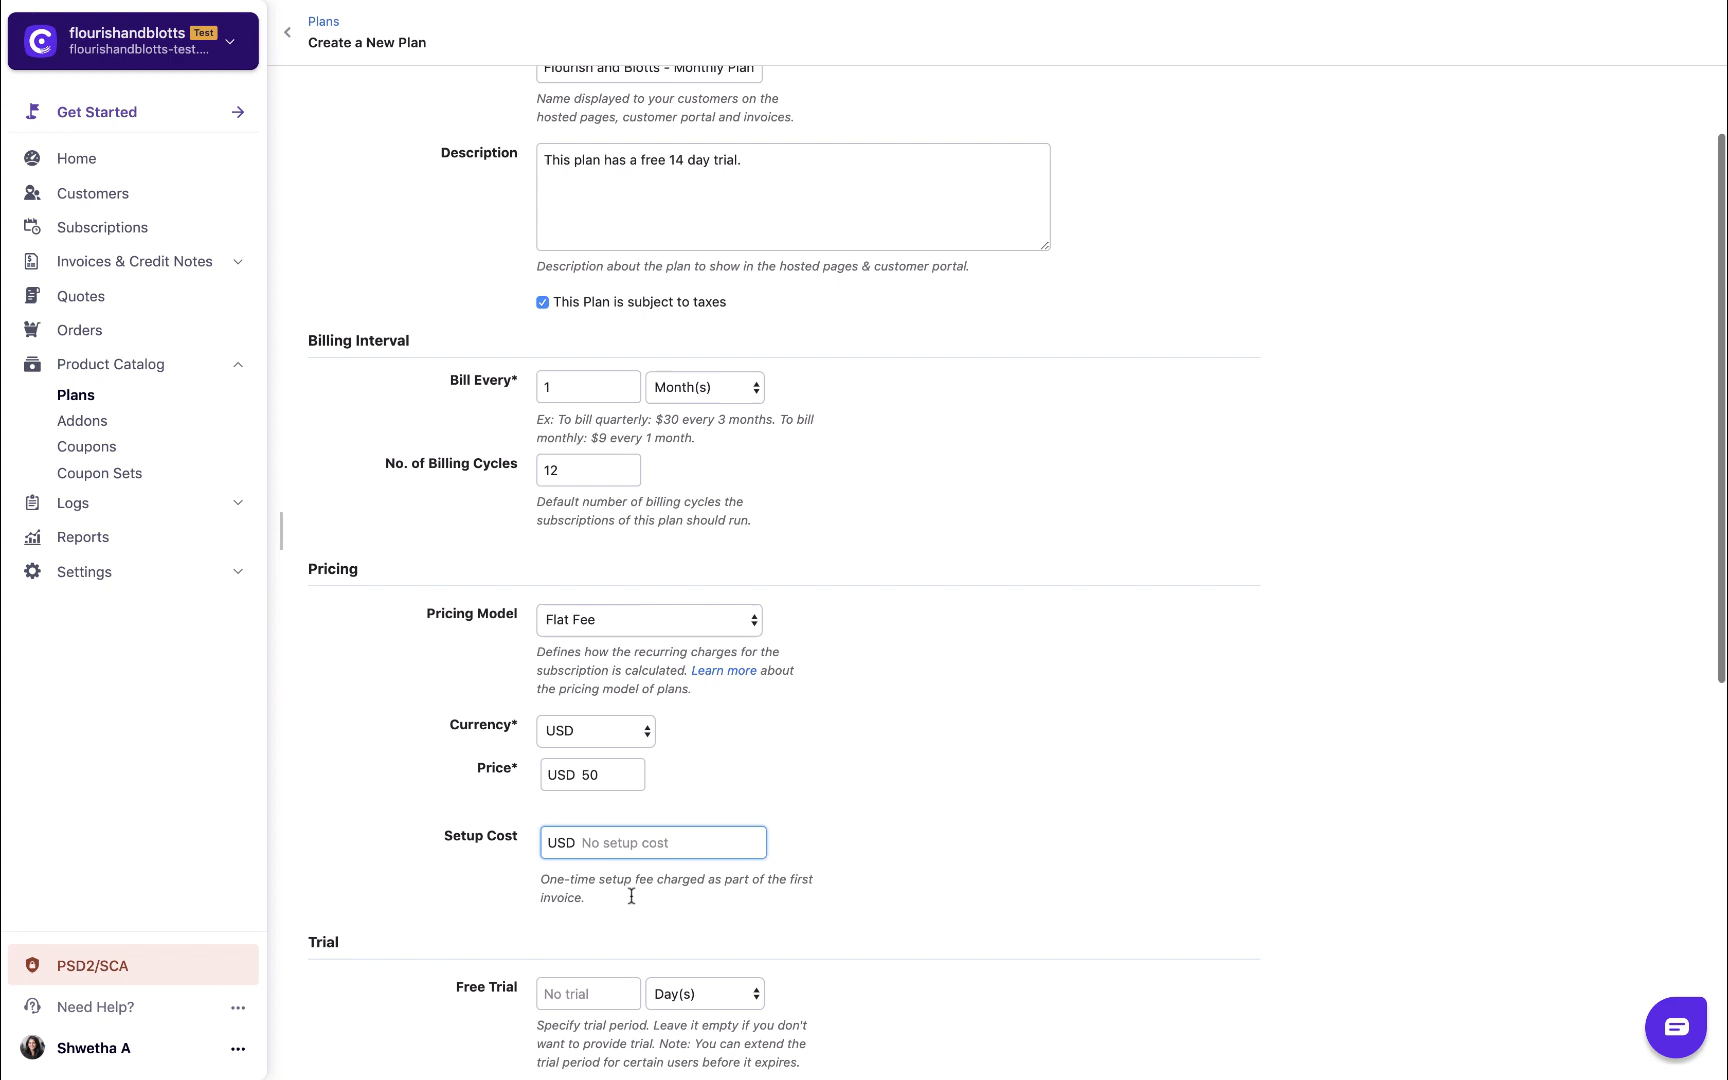 flourishandblotts Test
flourishandblotts-test....
Get Started
Home
Customers
Subscriptions
Invoices & Credit Notes
Quotes
Orders
Product Catalog
Plans
Addons
Coupons
Coupon Sets
Logs
Reports
Settings
PSD2/SCA
Need Help?
Shwetha A
Plans
Create a New Plan
Flourish and Blotts - Monthly Plan
Name displayed to your customers on the
hosted pages, customer portal and invoices.
Description
This plan has a free 14 day trial.
Description about the plan to show in the hosted pages & customer portal.
This Plan is subject to taxes
Billing Interval
Bill Every*
1
Month(s)
Ex: To bill quarterly: $30 every 3 months. To bill
monthly: $9 every 1 month.
No. of Billing Cycles
12
Default number of billing cycles the
subscriptions of this plan should run.
Pricing
Pricing Model
Flat Fee
Defines how the recurring charges for the
subscription is calculated. Learn more about
the pricing model of plans.
Currency*
USD
Price*
USD 50
Setup Cost
USD No setup cost
One-time setup fee charged as part of the first
invoice.
Trial
Free Trial
No trial
Day(s)
Specify trial period. Leave it empty if you don't
want to provide trial. Note: You can extend the
trial period for certain users before it expires.